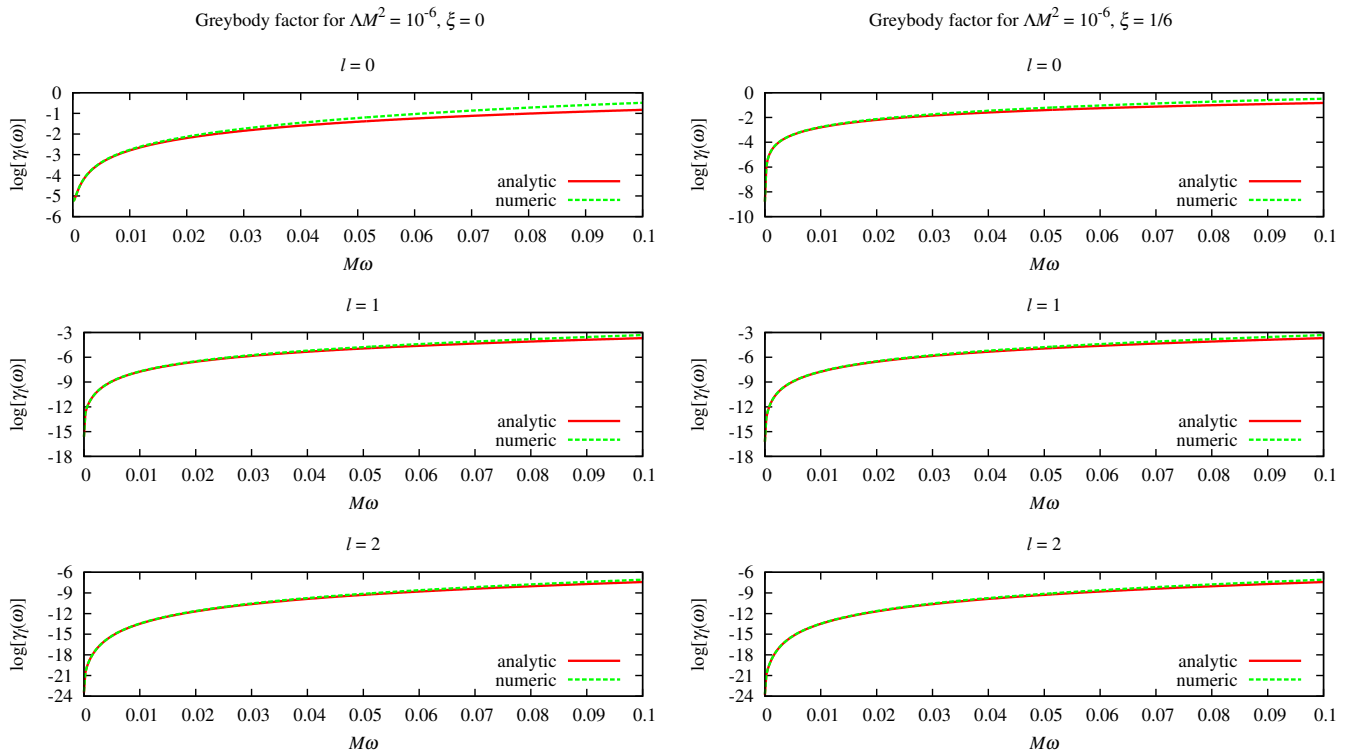 Greybody factor for ΛM² = 10⁻⁶, ξ = 0
l = 0
log[γₗ(ω)]
0
-1
-2
-3
-4
-5
-6
analytic
numeric
0 0.01 0.02 0.03 0.04 0.05 0.06 0.07 0.08 0.09 0.1
Mω
l = 1
log[γₗ(ω)]
-3
-6
-9
-12
-15
-18
analytic
numeric
0 0.01 0.02 0.03 0.04 0.05 0.06 0.07 0.08 0.09 0.1
Mω
l = 2
log[γₗ(ω)]
-6
-9
-12
-15
-18
-21
-24
analytic
numeric
0 0.01 0.02 0.03 0.04 0.05 0.06 0.07 0.08 0.09 0.1
Mω
Greybody factor for ΛM² = 10⁻⁶, ξ = 1/6
l = 0
log[γₗ(ω)]
0
-2
-4
-6
-8
-10
analytic
numeric
0 0.01 0.02 0.03 0.04 0.05 0.06 0.07 0.08 0.09 0.1
Mω
l = 1
log[γₗ(ω)]
-3
-6
-9
-12
-15
-18
analytic
numeric
0 0.01 0.02 0.03 0.04 0.05 0.06 0.07 0.08 0.09 0.1
Mω
l = 2
log[γₗ(ω)]
-6
-9
-12
-15
-18
-21
-24
analytic
numeric
0 0.01 0.02 0.03 0.04 0.05 0.06 0.07 0.08 0.09 0.1
Mω